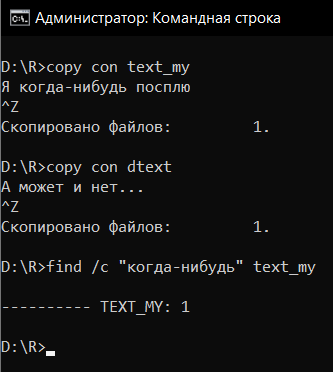 C:\. Администратор: Командная строка
D:\R>copy con text_my
Я когда-нибудь посплю
^Z
Скопировано файлов:         1.
D:\R>copy con dtext
А может и нет...
^Z
Скопировано файлов:         1.
D:\R>find /c "когда-нибудь" text_my
---------- TEXT_MY: 1
D:\R>